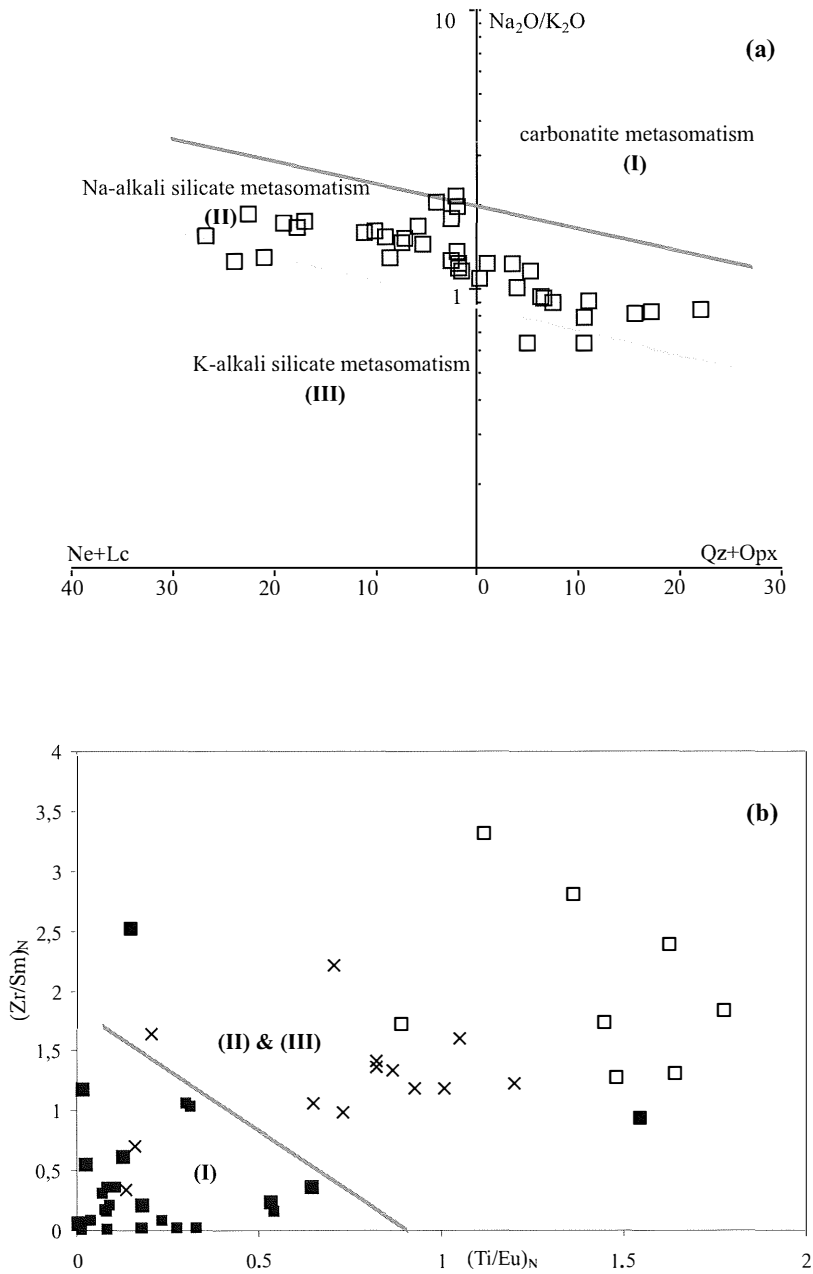 10 Na₂O/K₂O
(a)
carbonatite metasomatism
(I)
Na-alkali silicate metasomatism
(II)
1
K-alkali silicate metasomatism
(III)
Ne+Lc Qz+Opx
40 30 20 10 0 10 20 30
4
(b)
3,5
3
2,5
(Zr/Sm)N
2
(II) & (III)
1,5
1
(I)
0,5
0
0 0.5 1 (Ti/Eu)N 1.5 2